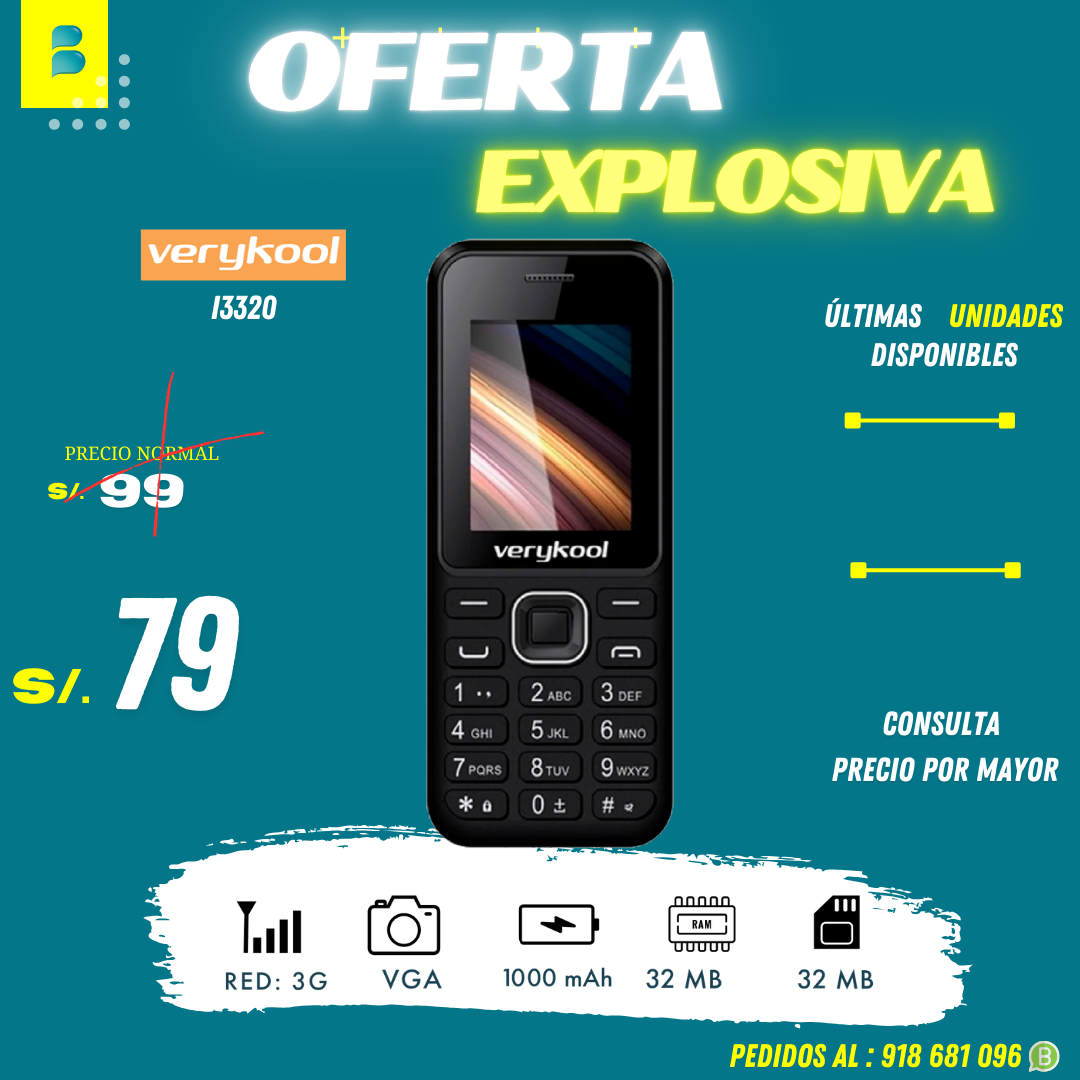 B
OFERTA
EXPLOSIVA
verykool
I3320
ÚLTIMAS UNIDADES
DISPONIBLES
PRECIO NORMAL
S/. 99
S/. 79
verykool
1
2 ABC
3 DEF
4 GHI
5 JKL
6 MNO
7 PQRS
8 TUV
9 WXYZ
*
0 ±
#
CONSULTA
PRECIO POR MAYOR
RAM
RED: 3G
VGA
1000 mAh
32 MB
32 MB
PEDIDOS AL : 918 681 096
B